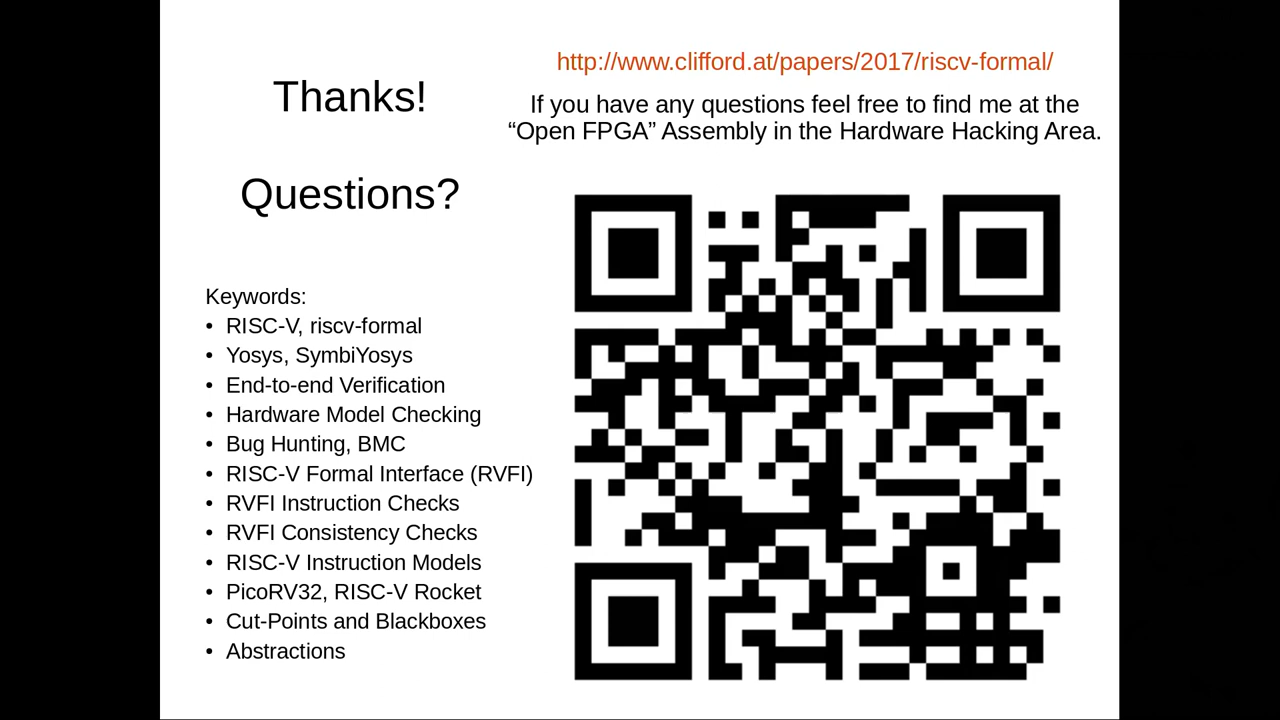 Thanks!
Questions?
http://www.clifford.at/papers/2017/riscv-formal/
If you have any questions feel free to find me at the
“Open FPGA” Assembly in the Hardware Hacking Area.
Keywords:
• RISC-V, riscv-formal
• Yosys, SymbiYosys
• End-to-end Verification
• Hardware Model Checking
• Bug Hunting, BMC
• RISC-V Formal Interface (RVFI)
• RVFI Instruction Checks
• RVFI Consistency Checks
• RISC-V Instruction Models
• PicoRV32, RISC-V Rocket
• Cut-Points and Blackboxes
• Abstractions